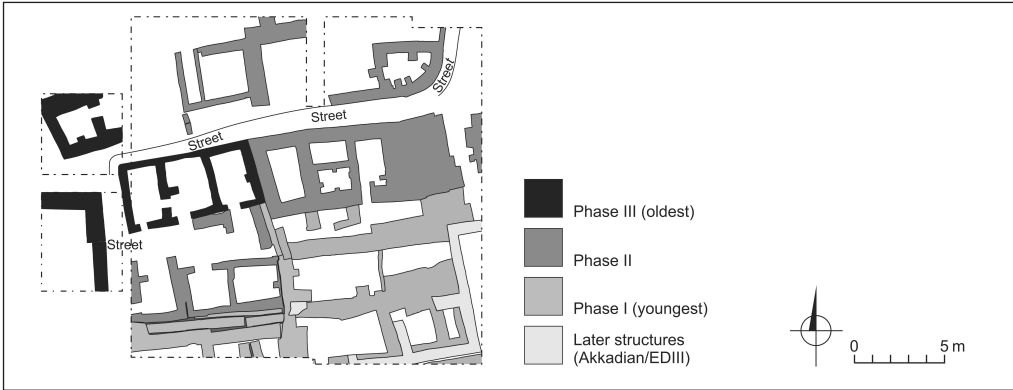 Street
Street
Street
Street
Phase III (oldest)
Phase II
Phase I (youngest)
Later structures
(Akkadian/EDIII)
0 5 m